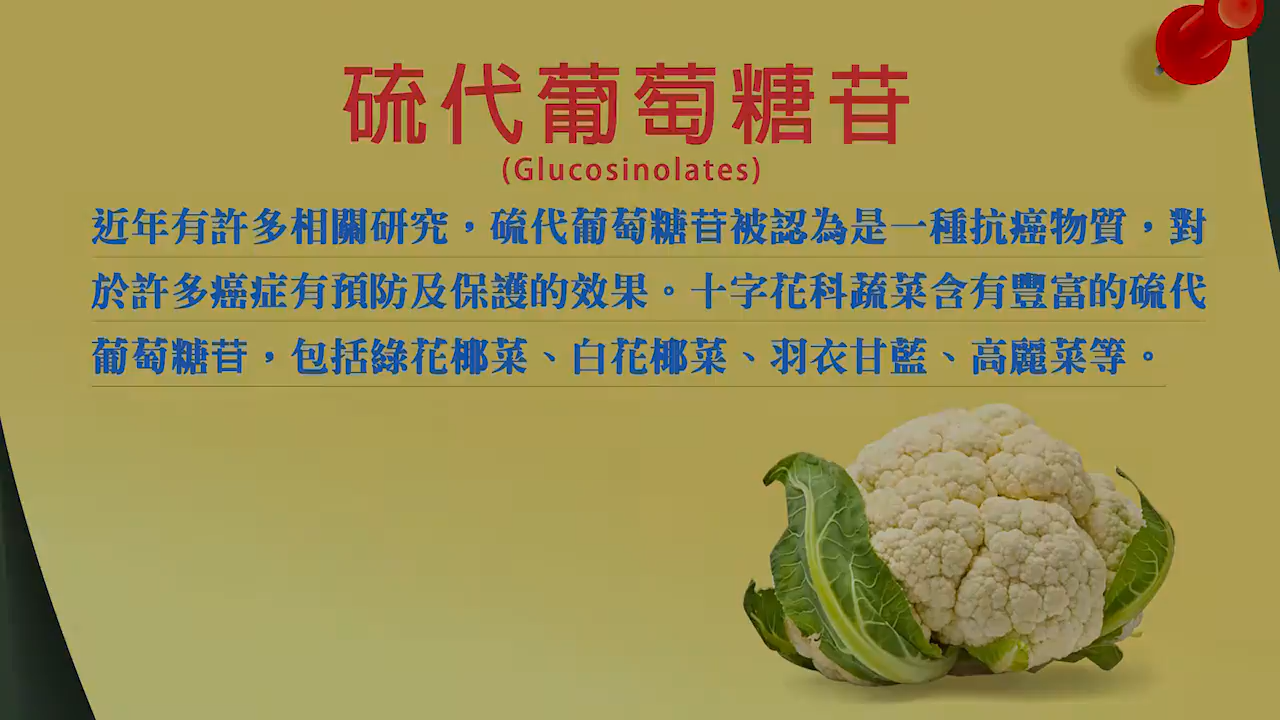 硫代葡萄糖苷
(Glucosinolates)
近年有許多相關研究，硫代葡萄糖苷被認為是一種抗癌物質，對
於許多癌症有預防及保護的效果。十字花科蔬菜含有豐富的硫代
葡萄糖苷，包括綠花椰菜、白花椰菜、羽衣甘藍、高麗菜等。